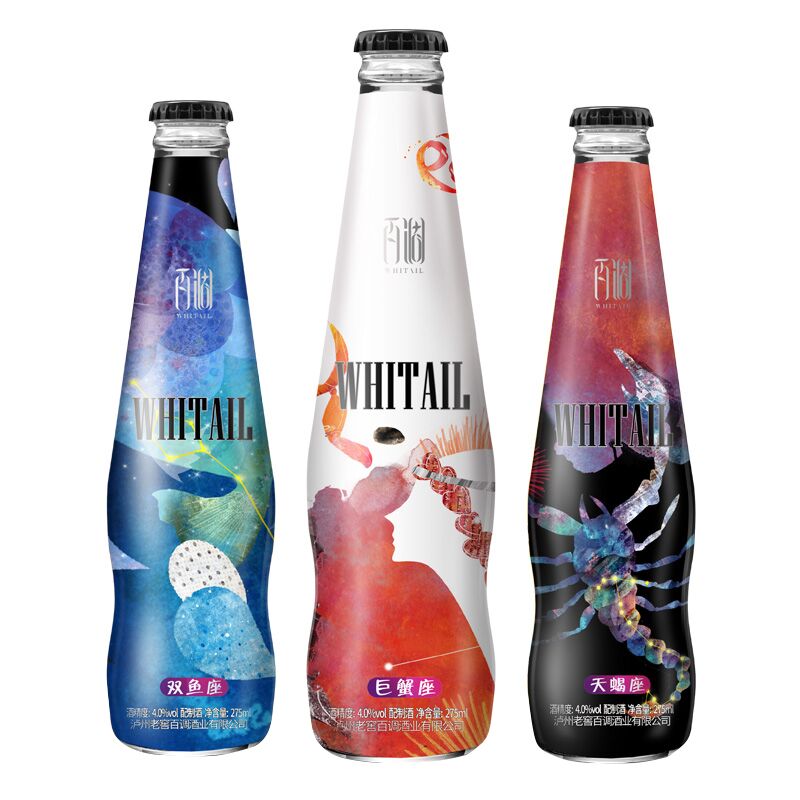 百调
WHITAIL
WHITAIL
双鱼座
酒精度: 4.0%vol 配制酒 净含量: 275ml
泸州老窖百调酒业有限公司
百调
WHITAIL
WHITAIL
巨蟹座
酒精度: 4.0%vol 配制酒 净含量: 275ml
泸州老窖百调酒业有限公司
百调
WHITAIL
WHITAIL
天蝎座
酒精度: 4.0%vol 配制酒 净含量: 275ml
泸州老窖百调酒业有限公司